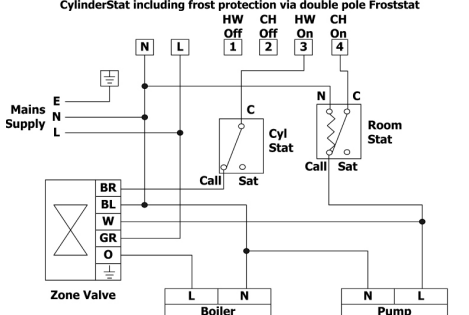 CylinderStat including frost protection via double pole Froststat
HW CH HW CH
Off Off On On
N L 1 2 3 4
E
Mains N
Supply L
N C
C
Cyl
Stat
Room
Stat
Call Sat
Call Sat
BR
BL
W
GR
O
Zone Valve
L N
Boiler
N L
Pump